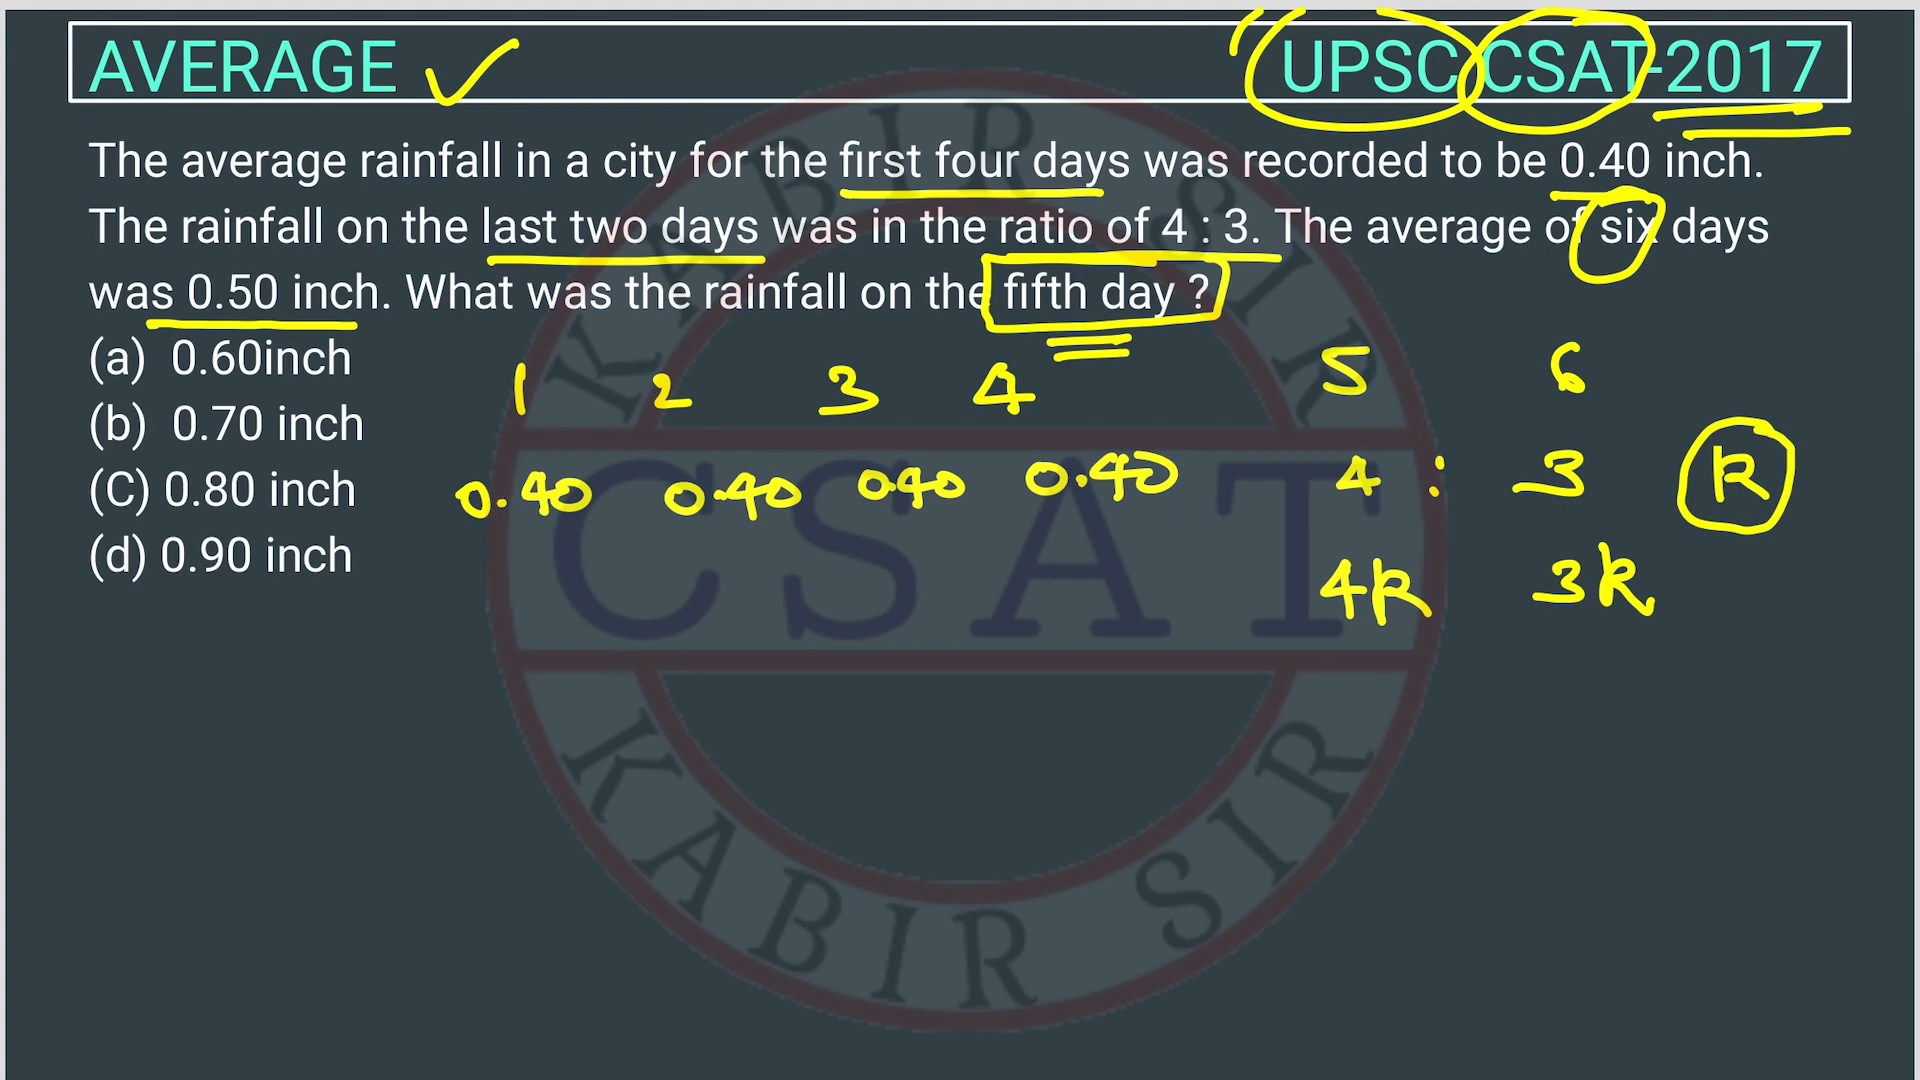 AVERAGE
UPSC CSAT-2017
The average rainfall in a city for the first four days was recorded to be 0.40 inch.
The rainfall on the last two days was in the ratio of 4 : 3. The average of six days
was 0.50 inch. What was the rainfall on the fifth day ?
(a) 0.60inch
(b) 0.70 inch
(C) 0.80 inch
(d) 0.90 inch
1 2 3 4 5 6
0.40 0.40 0.40 0.40 4 : 3 K
4K 3K
KABIR SIR
CSAT
KABIR SIR